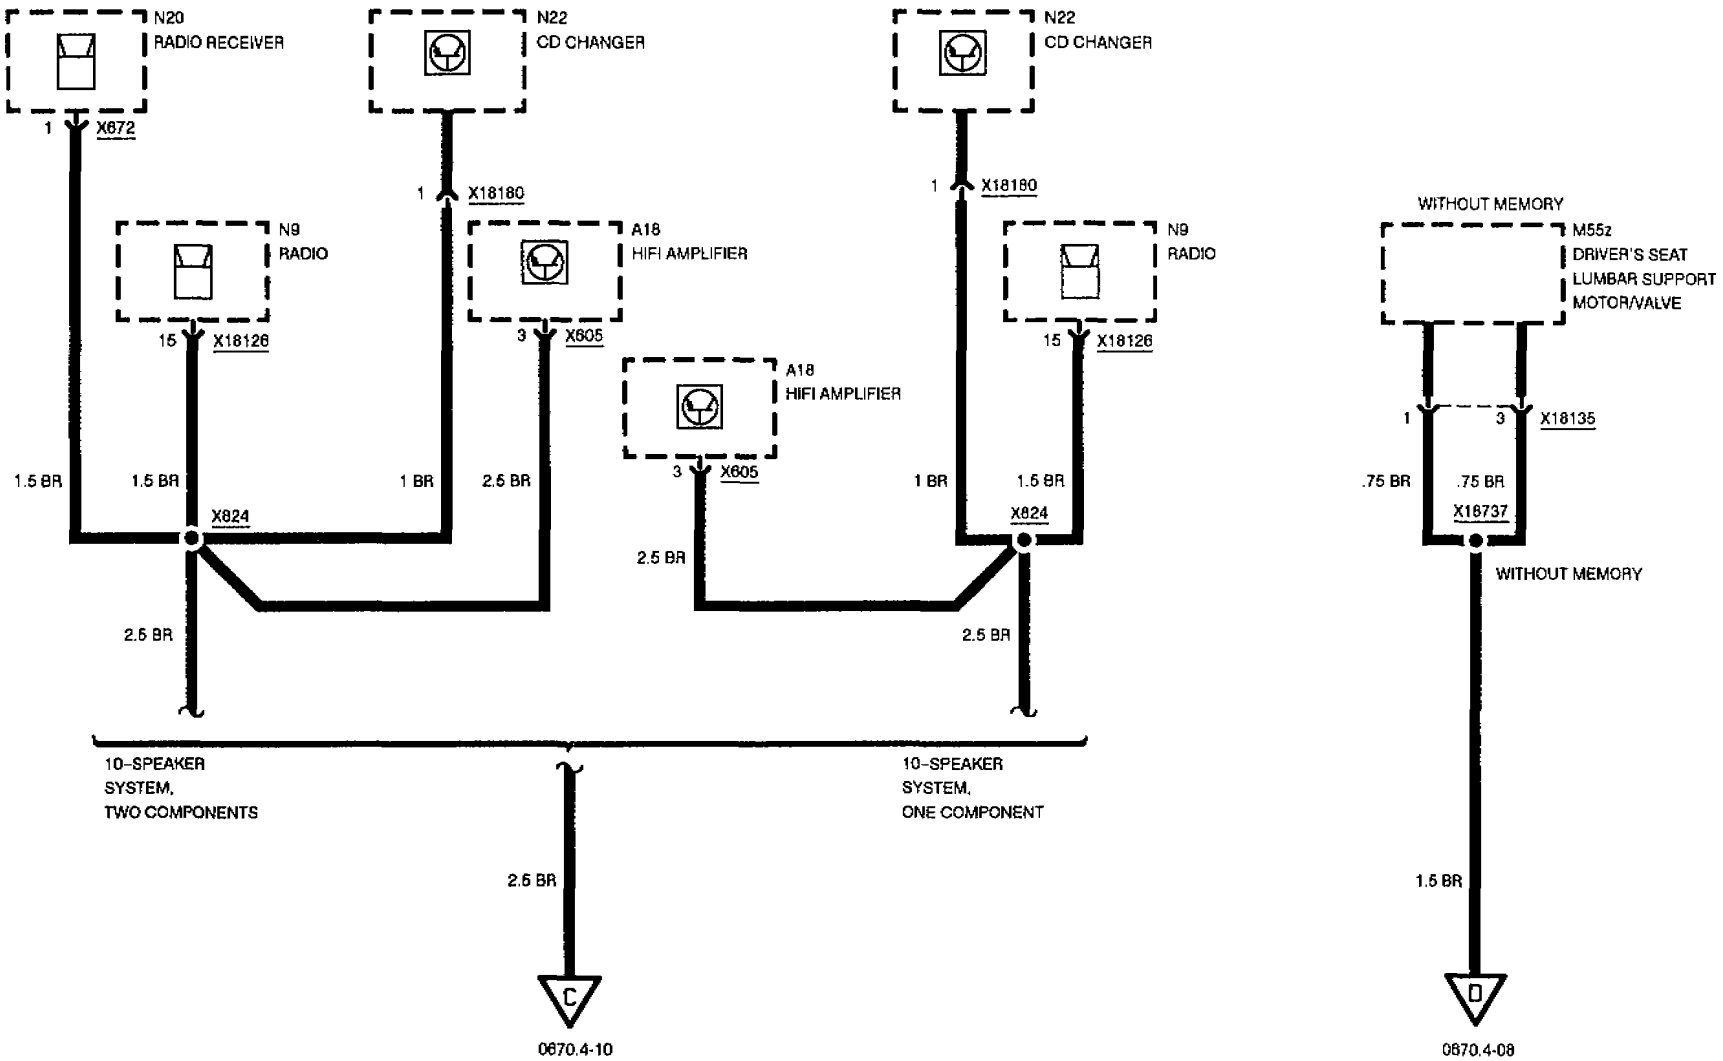 N20
RADIO RECEIVER
N22
CD CHANGER
N22
CD CHANGER
1
X672
1
X18180
1
X18180
WITHOUT MEMORY
N9
RADIO
A18
HIFI AMPLIFIER
N9
RADIO
M55z
DRIVER'S SEAT
LUMBAR SUPPORT
MOTOR/VALVE
15
X18126
3
X605
15
X18126
A18
HIFI AMPLIFIER
1
3
X18135
3
X605
1.5 BR
1.5 BR
1 BR
2.5 BR
1 BR
1.5 BR
.75 BR
.75 BR
X824
X824
X18737
2.5 BR
WITHOUT MEMORY
2.5 BR
2.5 BR
10-SPEAKER
SYSTEM,
TWO COMPONENTS
10-SPEAKER
SYSTEM,
ONE COMPONENT
2.5 BR
1.5 BR
C
D
0670.4-10
0670.4-08